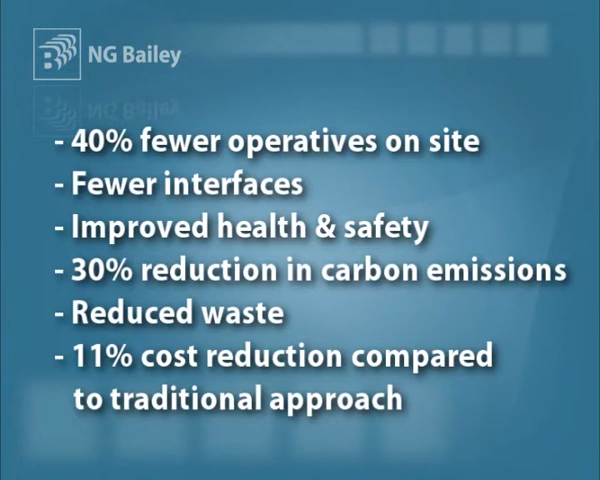 NG Bailey
- 40% fewer operatives on site
- Fewer interfaces
- Improved health & safety
- 30% reduction in carbon emissions
- Reduced waste
- 11% cost reduction compared
to traditional approach